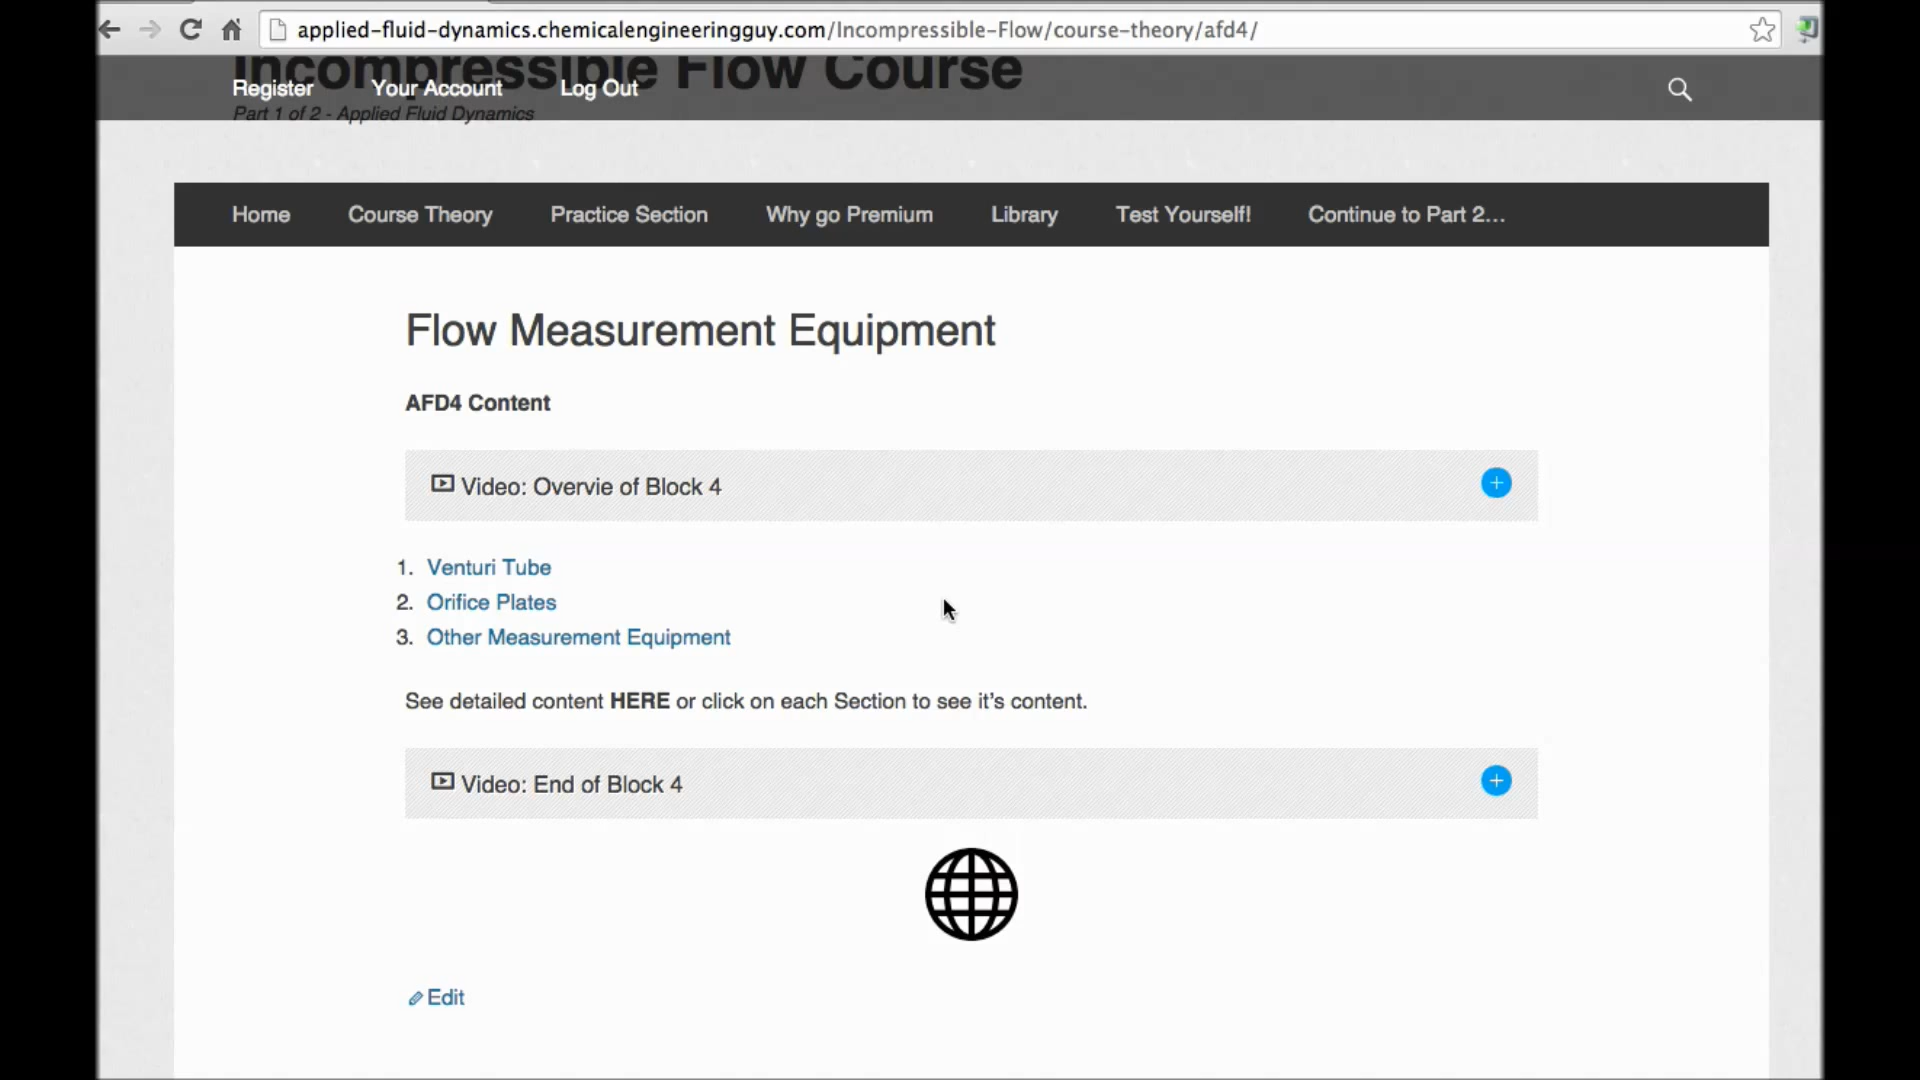 applied-fluid-dynamics.chemicalengineeringguy.com/Incompressible-Flow/course-theory/afd4/
Incompressible Flow Course
Register Your Account Log Out
Part 1 of 2 - Applied Fluid Dynamics
Home Course Theory Practice Section Why go Premium Library Test Yourself! Continue to Part 2...
Flow Measurement Equipment
AFD4 Content
Video: Overvie of Block 4
1. Venturi Tube
2. Orifice Plates
3. Other Measurement Equipment
See detailed content HERE or click on each Section to see it's content.
Video: End of Block 4
Edit